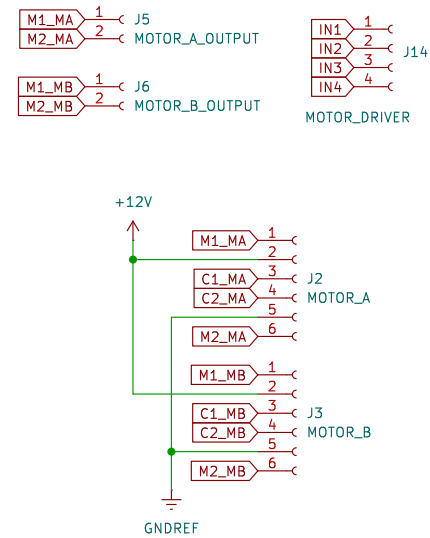 M1_MA 1 J5
M2_MA 2 MOTOR_A_OUTPUT
M1_MB 1 J6
M2_MB 2 MOTOR_B_OUTPUT
IN1 1
IN2 2 J14
IN3 3
IN4 4
MOTOR_DRIVER
+12V
M1_MA 1
2
C1_MA 3 J2
C2_MA 4 MOTOR_A
5
M2_MA 6
M1_MB 1
2
C1_MB 3 J3
C2_MB 4 MOTOR_B
5
M2_MB 6
GNDREF